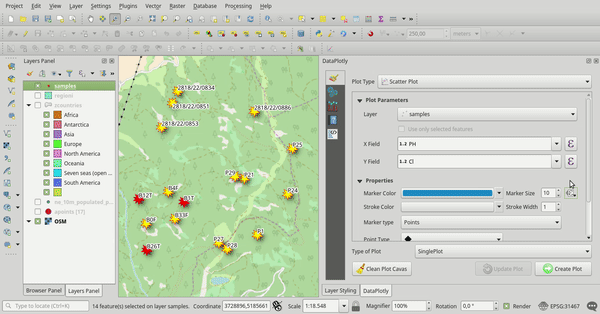 Project Edit View Layer Settings Plugins Vector Raster Database Processing Help
250,00 meters
Layers Panel
samples
regioni
zcountries
Africa
Antarctica
Asia
Europe
North America
Oceania
Seven seas (open ...
South America
ne_10m_populated_p...
apoints [17]
OSM
Browser Panel Layers Panel
2818/22/0834
2818/22/0851
2818/22/0886
2818/22/0853
P25
P29 P21
B4F
P24
B12T
B1T
B33F
B0F
P1
P27
P28
B26T
DataPlotly
Plot Type Scatter Plot
Plot Parameters
Layer samples
Use only selected features
X Field 1.2 PH
Y Field 1.2 Cl
Properties
Marker Color Marker Size 10
Stroke Color Stroke Width 1
Marker type Points
Point Type
Type of Plot SinglePlot
Clean Plot Cavas Update Plot Create Plot
Layer Styling DataPlotly
Type to locate (Ctrl+K) 14 feature(s) selected on layer samples. Coordinate 3728896,5185661 Scale 1:18.548 Magnifier 100% Rotation 0,0 ° Render EPSG:31467